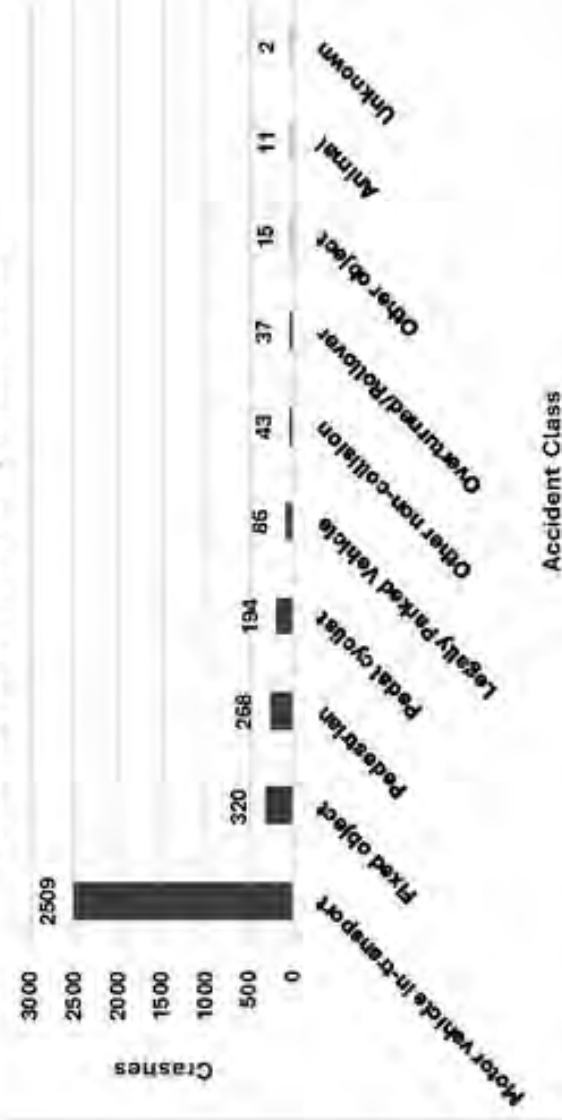 Crashes
3000
2500
2000
1500
1000
500
0
2509
320
268
194
86
43
37
15
11
2
Motor vehicle in-transport
Fixed object
Pedestrian
Pedal cyclist
Legally Parked Vehicle
Other non-collision
Overturned/Rollover
Other object
Animal
Unknown
Accident Class